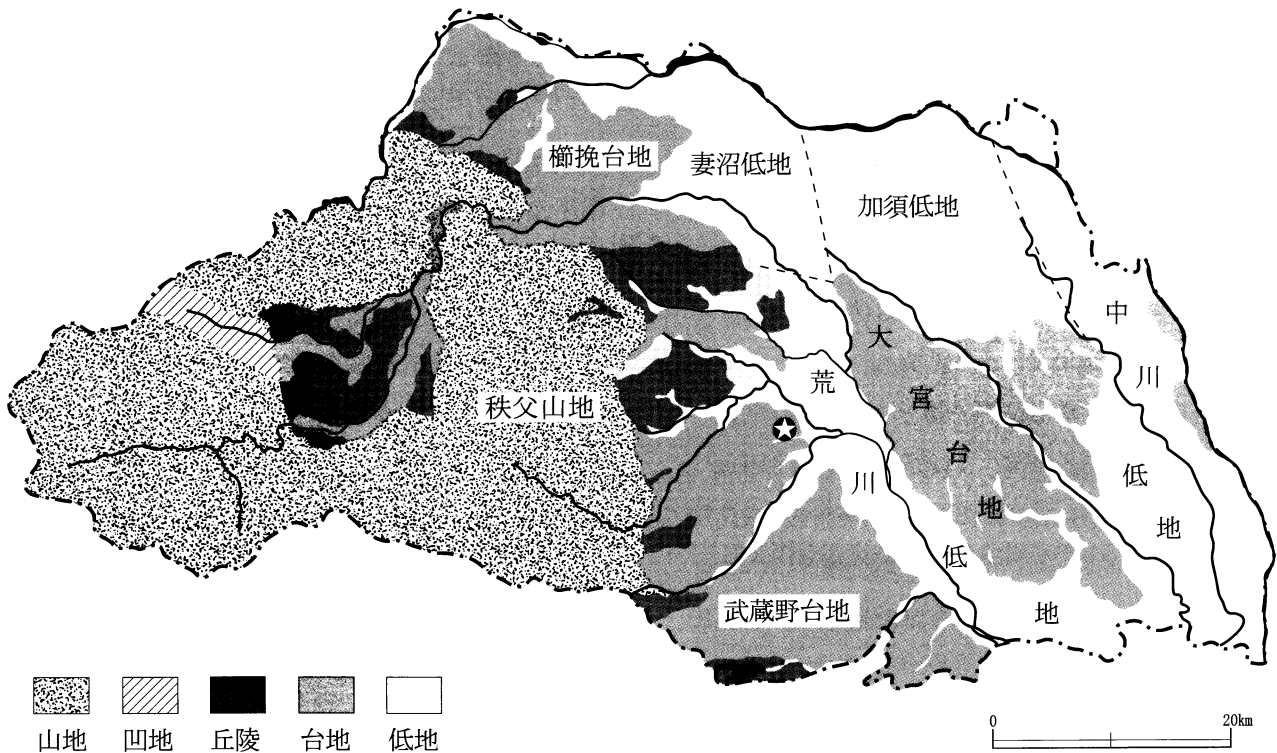 櫛挽台地
妻沼低地
加須低地
中川低地
大宮台地
荒川低地
秩父山地
武蔵野台地
山地
凹地
丘陵
台地
低地
0
20km